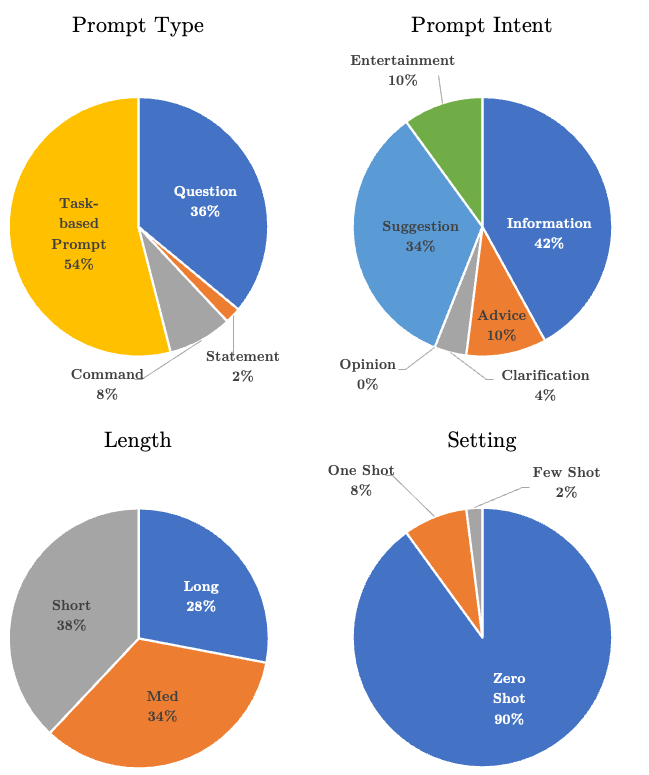 Prompt Type
Prompt Intent
Task-
based
Prompt
54%
Question
36%
Statement
2%
Command
8%
Entertainment
10%
Information
42%
Suggestion
34%
Advice
10%
Opinion
0%
Clarification
4%
Length
Setting
Long
28%
Short
38%
Med
34%
One Shot
8%
Few Shot
2%
Zero
Shot
90%